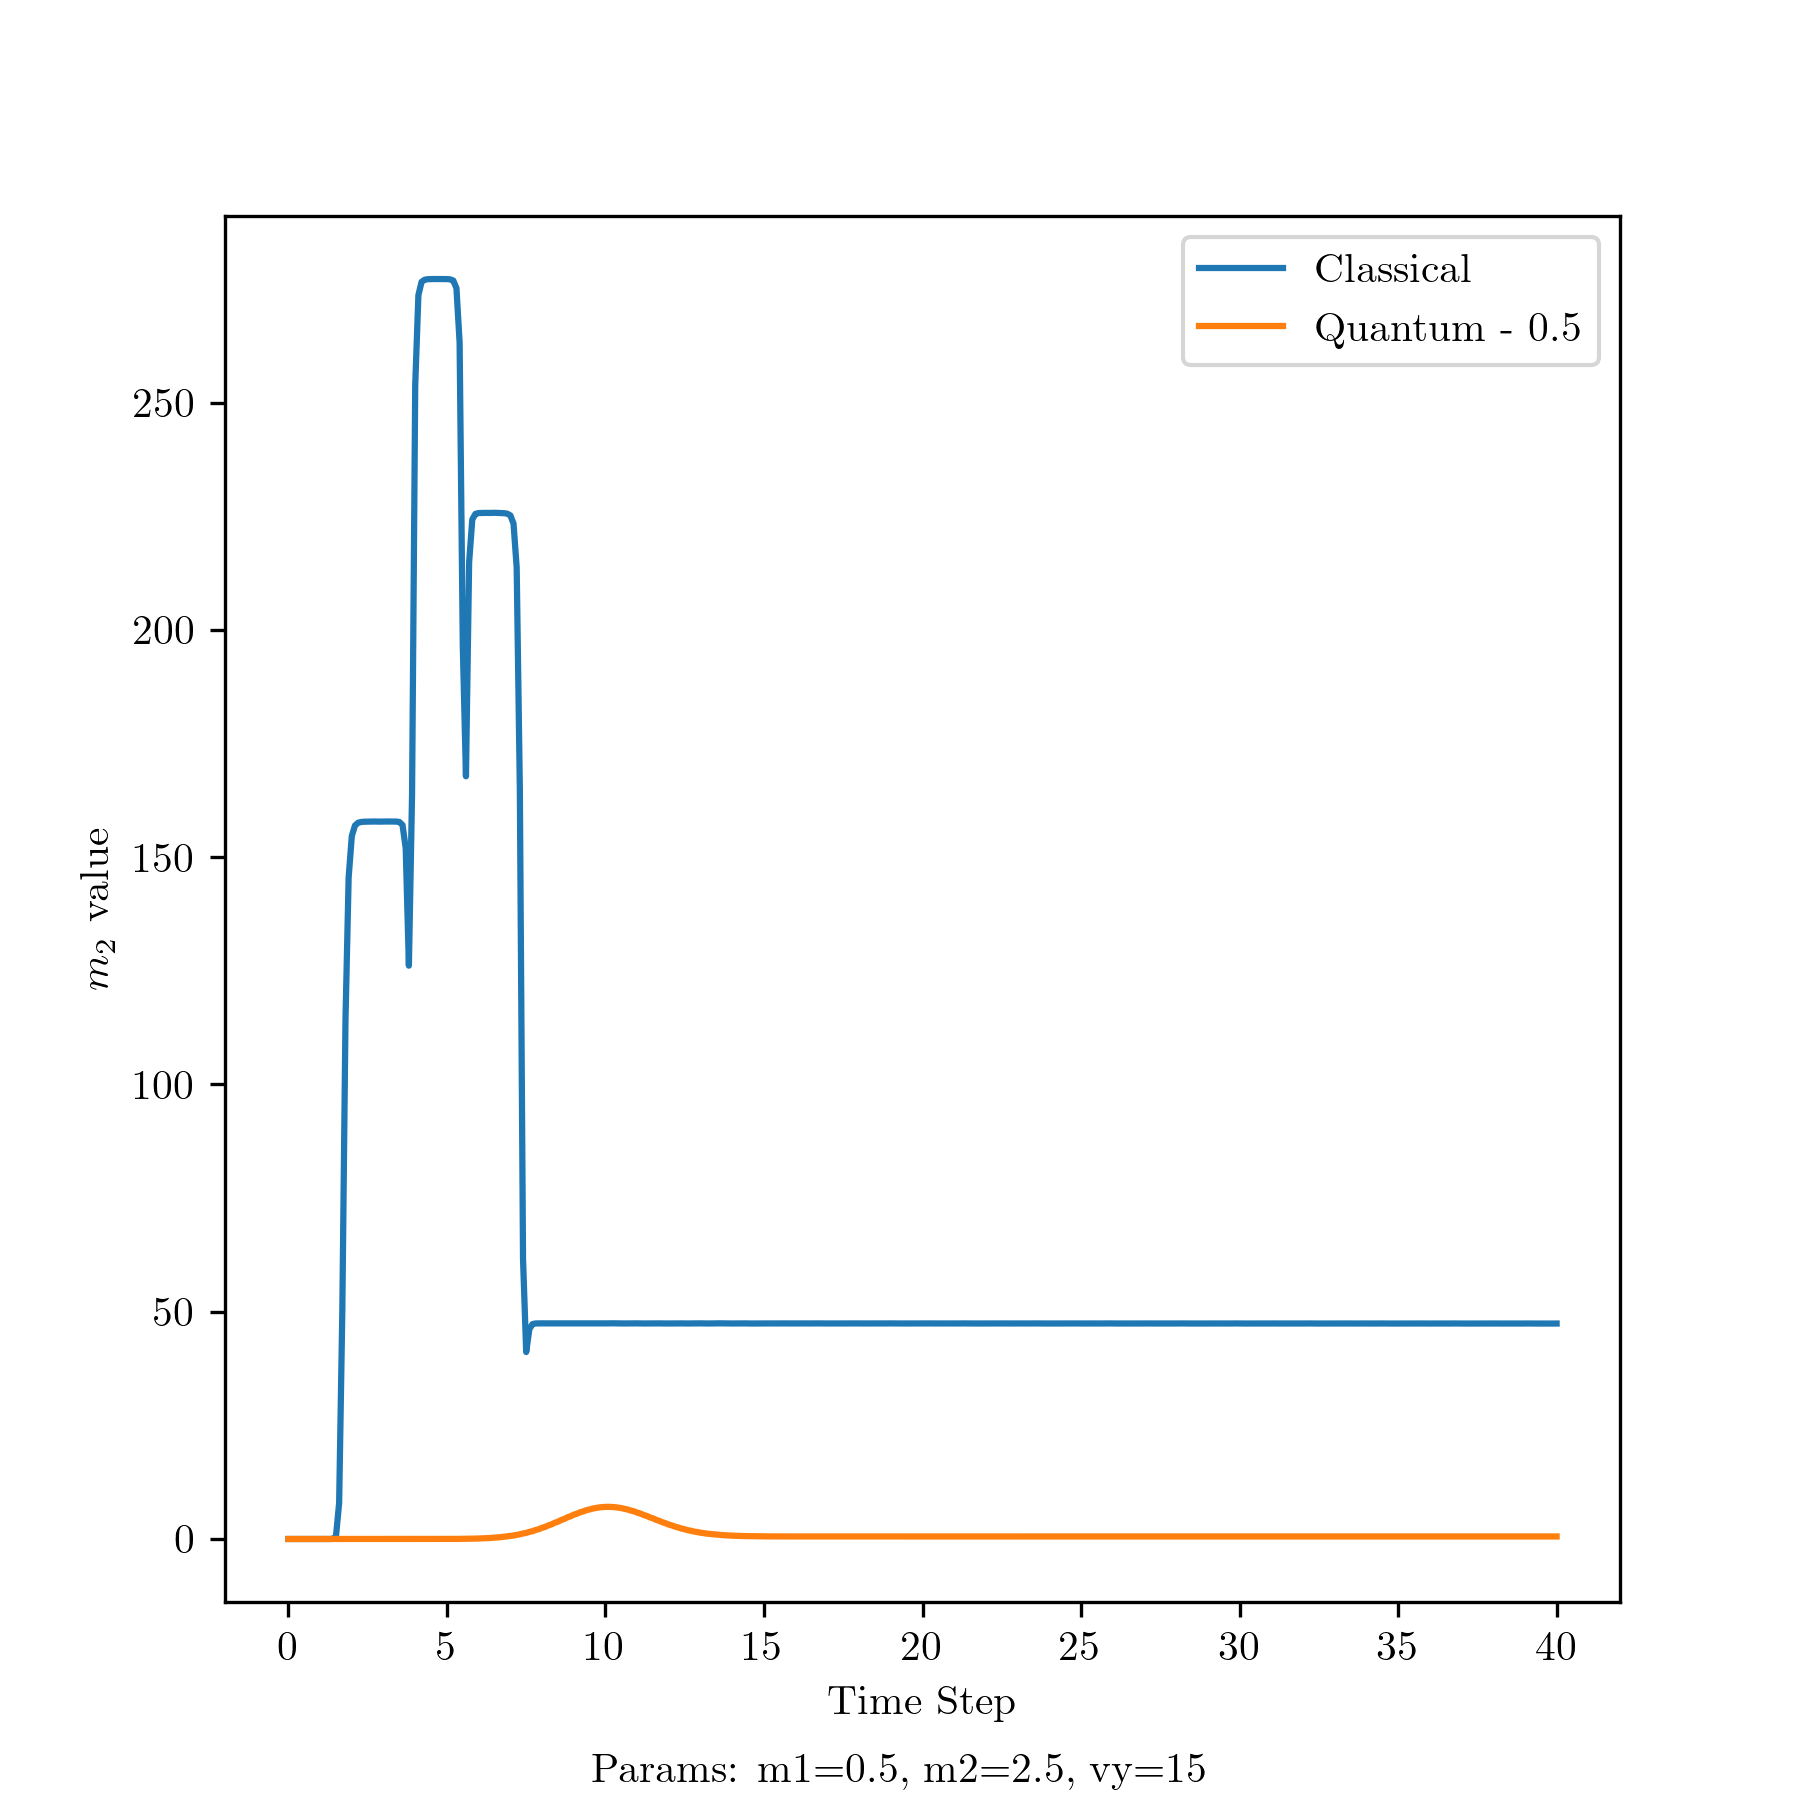 Classical
Quantum - 0.5
250
200
150
100
50
0
m₂ value
0 5 10 15 20 25 30 35 40
Time Step
Params: m1=0.5, m2=2.5, vy=15